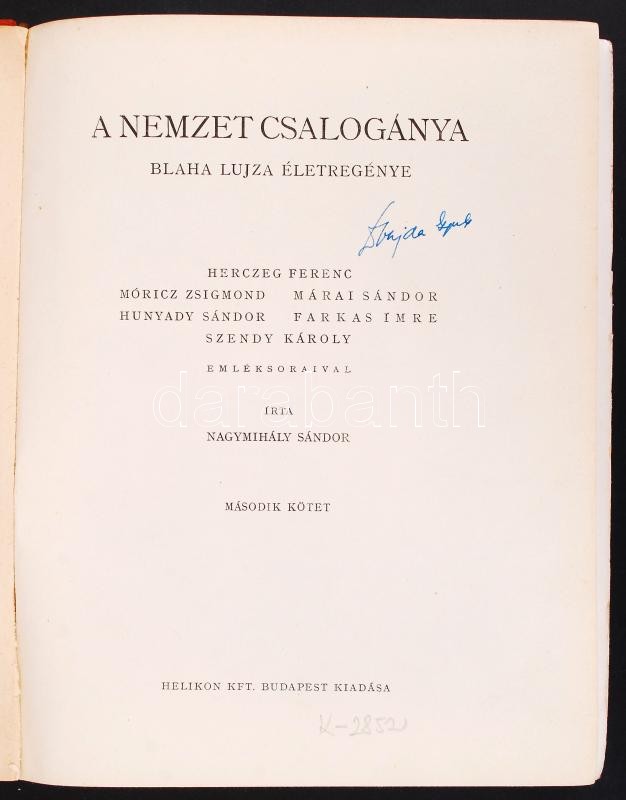 A NEMZET CSALOGÁNYA
BLAHA LUJZA ÉLETREGÉNYE
HERCZEG FERENC
MÓRICZ ZSIGMOND MÁRAI SÁNDOR
HUNYADY SÁNDOR FARKAS IMRE
SZENDY KÁROLY
EMLÉKSORAIVAL
darabanth
ÍRTA
NAGYMIHÁLY SÁNDOR
MÁSODIK KÖTET
HELIKON KFT. BUDAPEST KIADÁSA
K-2852